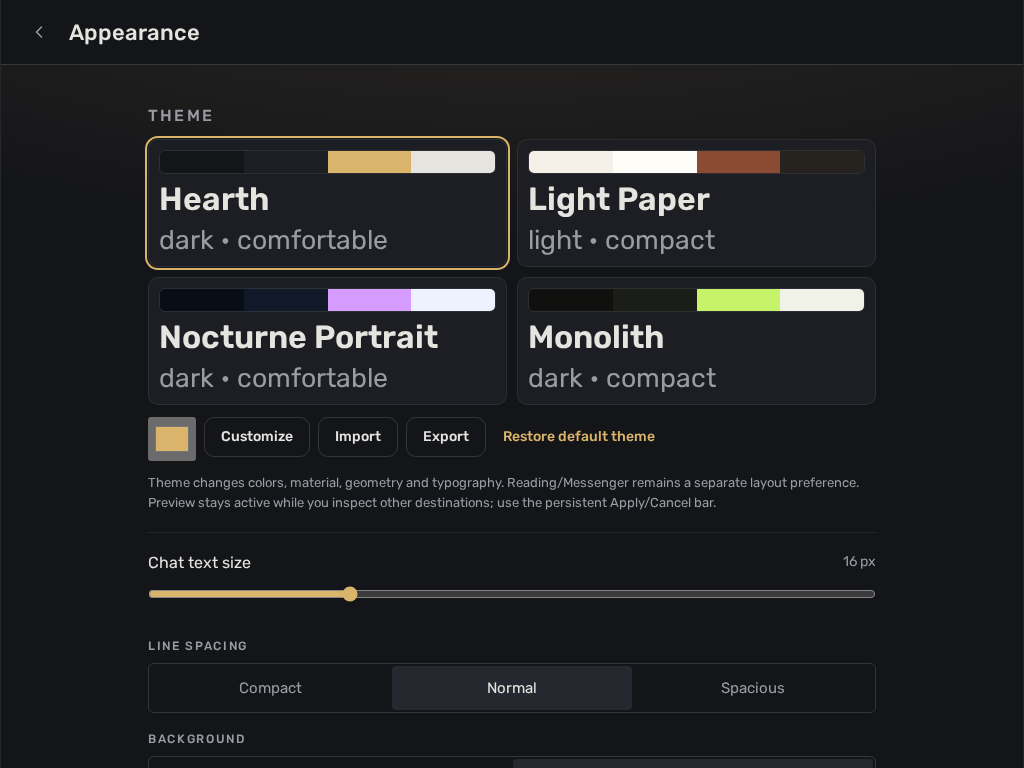 Appearance
THEME
Hearth
dark • comfortable
Light Paper
light • compact
Nocturne Portrait
dark • comfortable
Monolith
dark • compact
Customize
Import
Export
Restore default theme
Theme changes colors, material, geometry and typography. Reading/Messenger remains a separate layout preference.
Preview stays active while you inspect other destinations; use the persistent Apply/Cancel bar.
Chat text size
16 px
LINE SPACING
Compact
Normal
Spacious
BACKGROUND